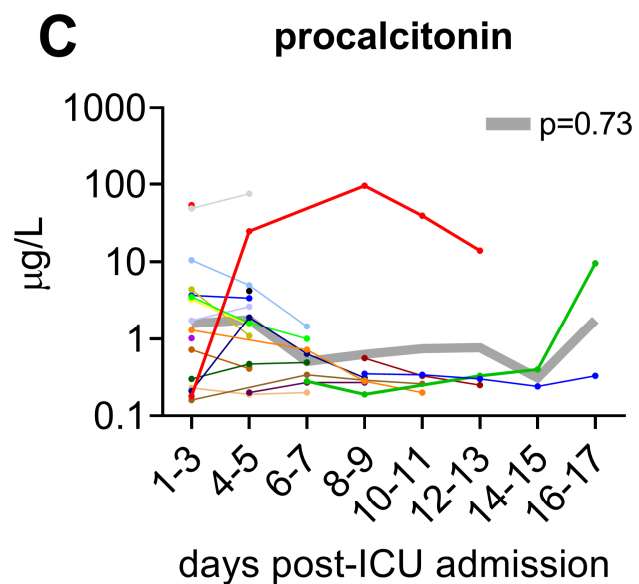 C
procalcitonin
p=0.73
1000
100
10
1
0.1
µg/L
1-3
4-5
6-7
8-9
10-11
12-13
14-15
16-17
days post-ICU admission